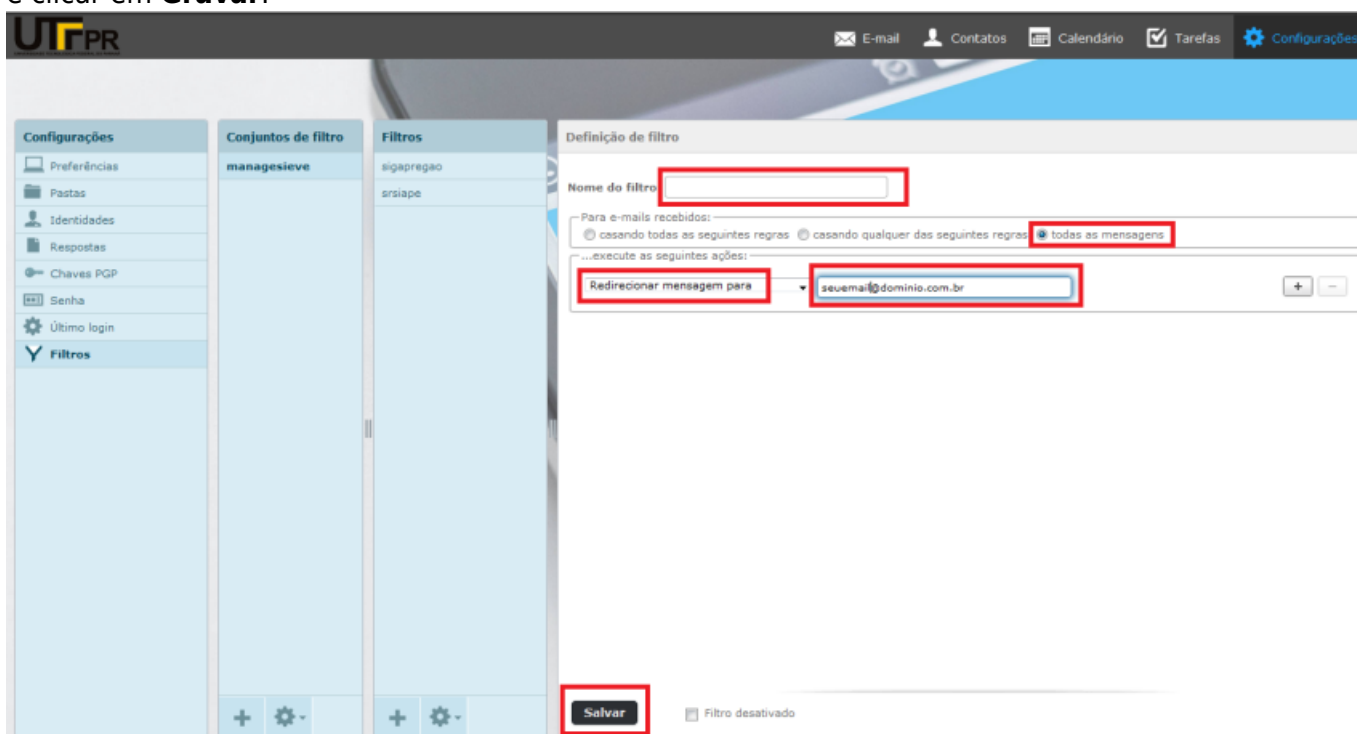 e clicar em Gravar.
UTFPR
E-mail Contatos Calendário Tarefas Configurações
Configurações
Preferências
Pastas
Identidades
Respostas
Chaves PGP
Senha
Último login
Filtros
Conjuntos de filtro
managesieve
Filtros
sigapregao
srsiape
Definição de filtro
Nome do filtro
Para e-mails recebidos:
casando todas as seguintes regras casando qualquer das seguintes regras todas as mensagens
...execute as seguintes ações:
Redirecionar mensagem para seuemail@dominio.com.br
Salvar Filtro desativado